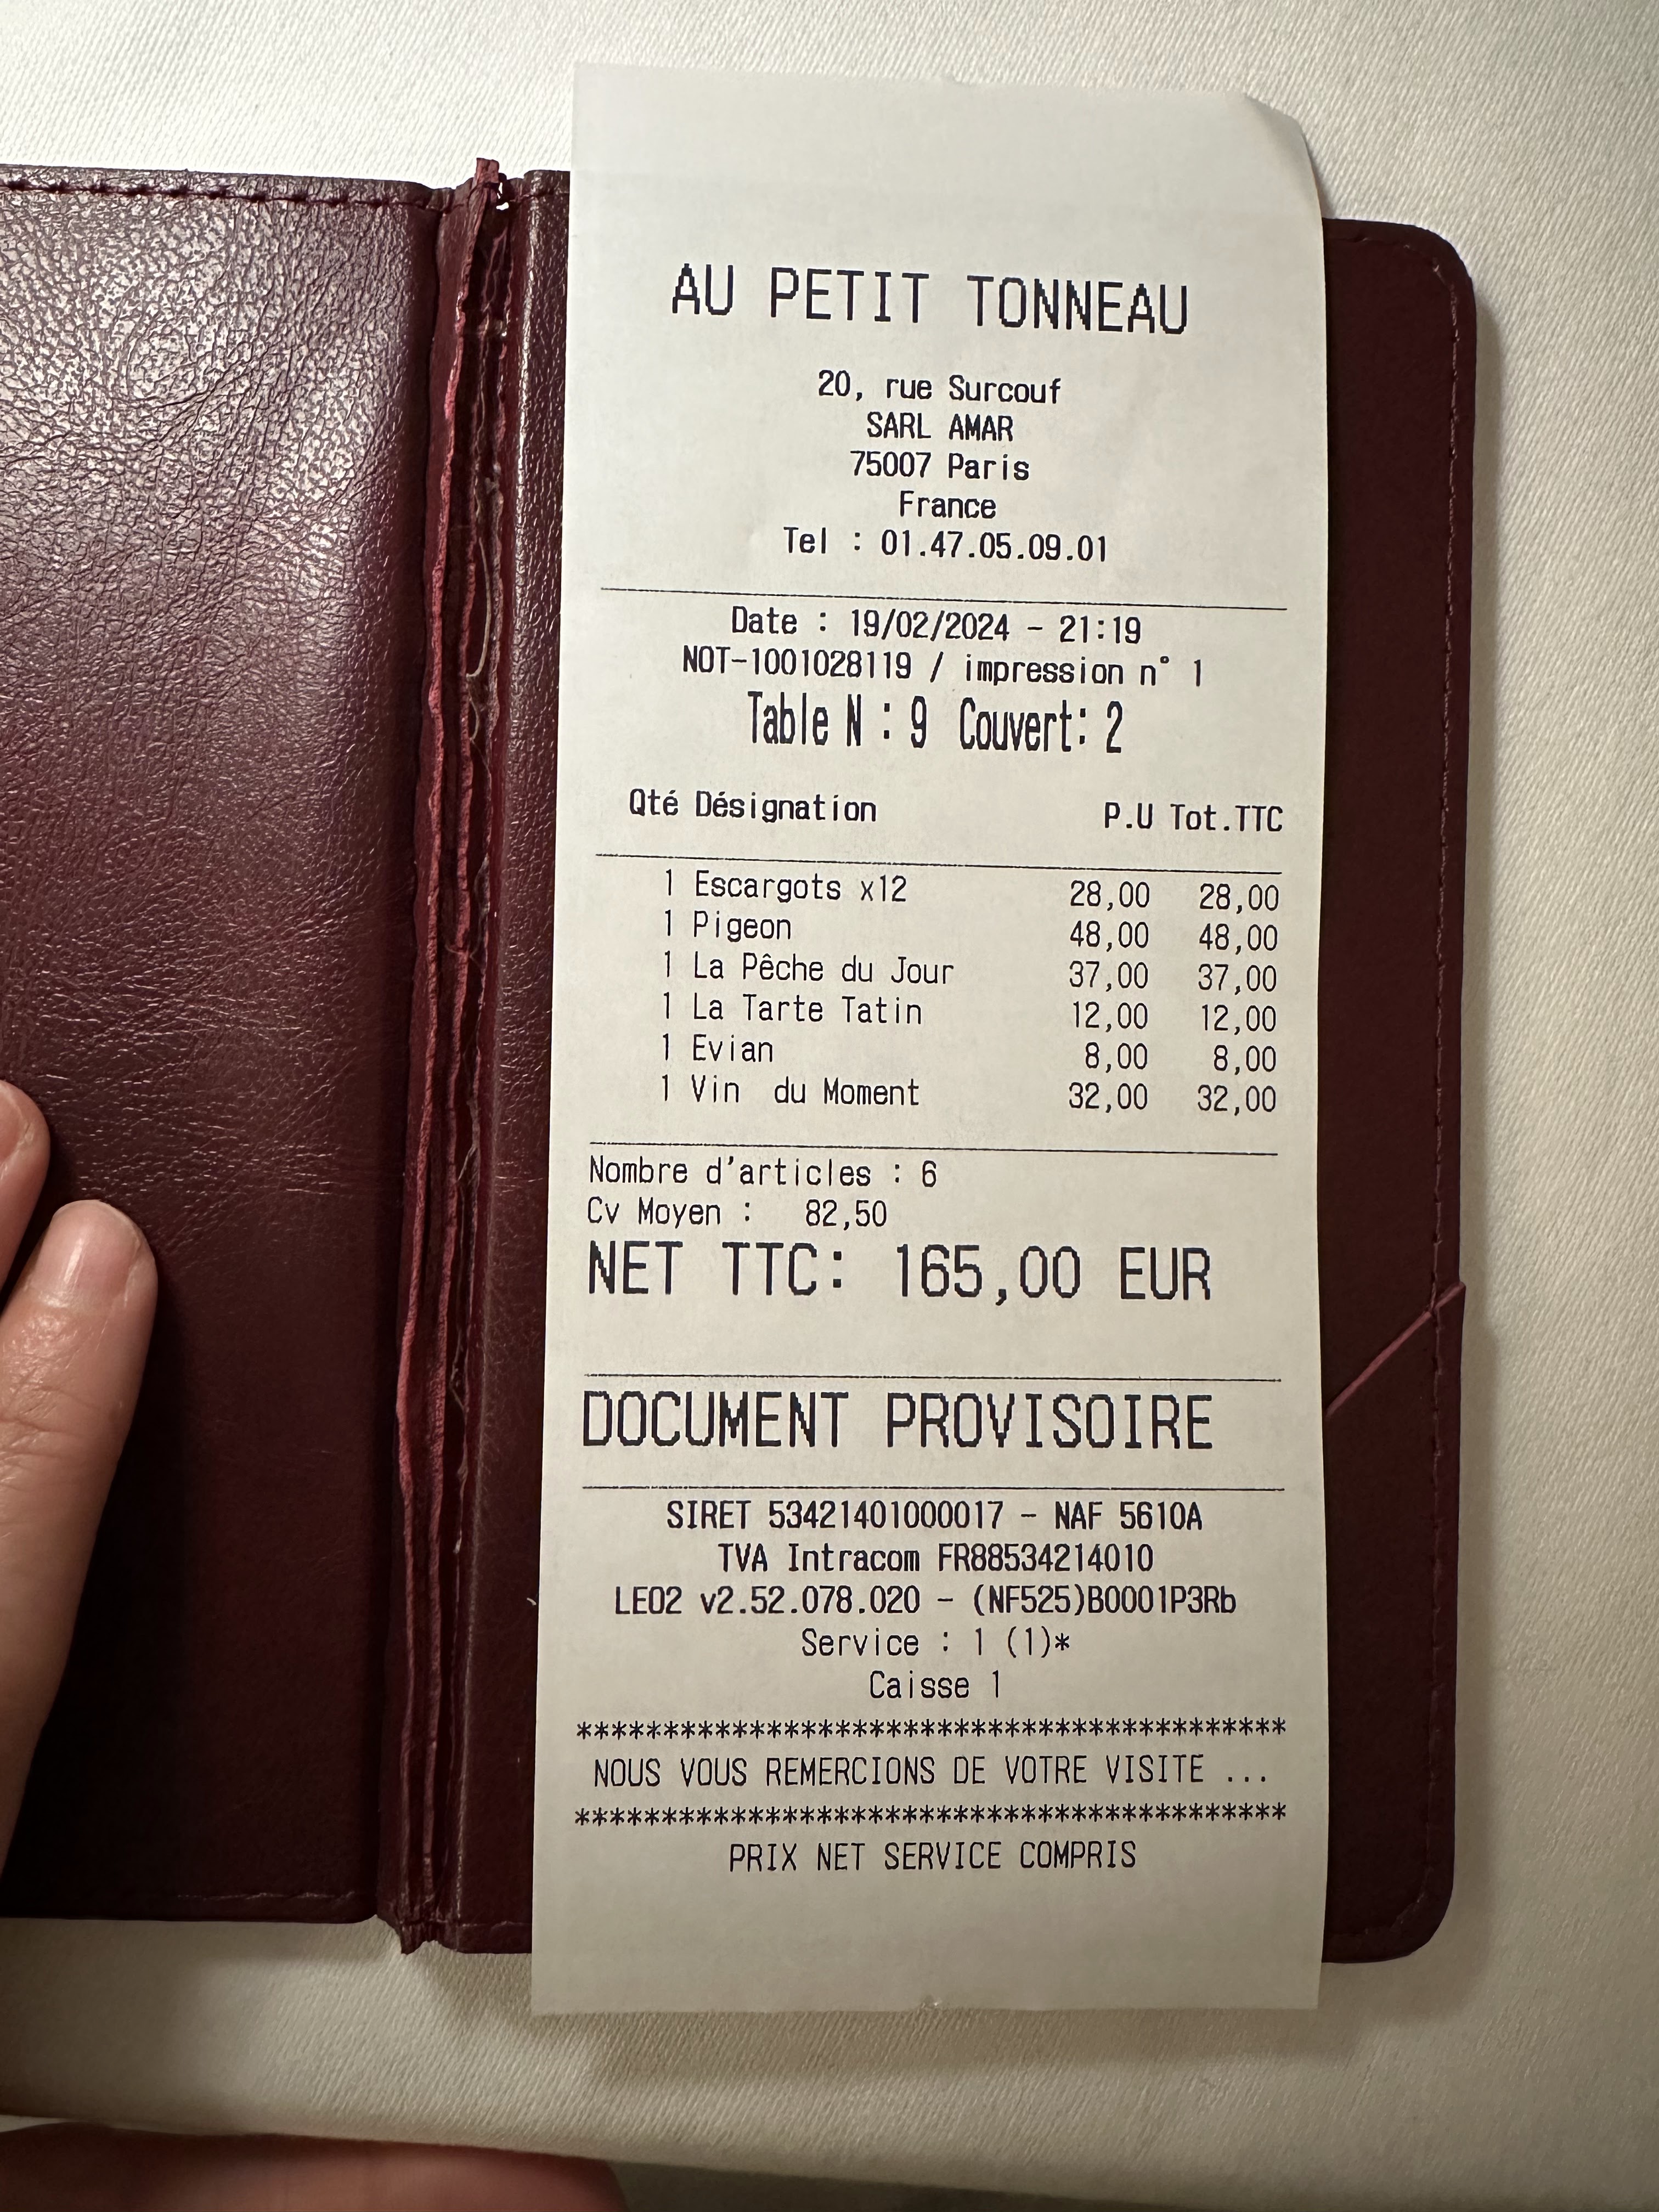 AU PETIT TONNEAU
20, rue Surcouf
SARL AMAR
75007 Paris
France
Tel : 01.47.05.09.01
Date : 19/02/2024 - 21:19
NOT-1001028119 / impression n° 1
Table N : 9 Couvert: 2
Qté Désignation P.U Tot.TTC
1 Escargots x12 28,00 28,00
1 Pigeon 48,00 48,00
1 La Pêche du Jour 37,00 37,00
1 La Tarte Tatin 12,00 12,00
1 Evian 8,00 8,00
1 Vin du Moment 32,00 32,00
Nombre d'articles : 6
Cv Moyen : 82,50
NET TTC: 165,00 EUR
DOCUMENT PROVISOIRE
SIRET 53421401000017 - NAF 5610A
TVA Intracom FR88534214010
LEO2 v2.52.078.020 - (NF525)B0001P3Rb
Service : 1 (1)*
Caisse 1
*****************************************
NOUS VOUS REMERCIONS DE VOTRE VISITE ...
*****************************************
PRIX NET SERVICE COMPRIS